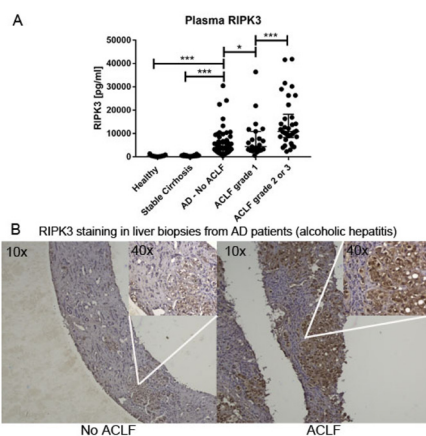 A
Plasma RIPK3
RIPK3 [pg/ml]
50000
40000
30000
20000
10000
0
***
***
*
***
Healthy
Stable Cirrhosis
AD - No ACLF
ACLF grade 1
ACLF grade 2 or 3
B
RIPK3 staining in liver biopsies from AD patients (alcoholic hepatitis)
10x
40x
10x
40x
No ACLF
ACLF